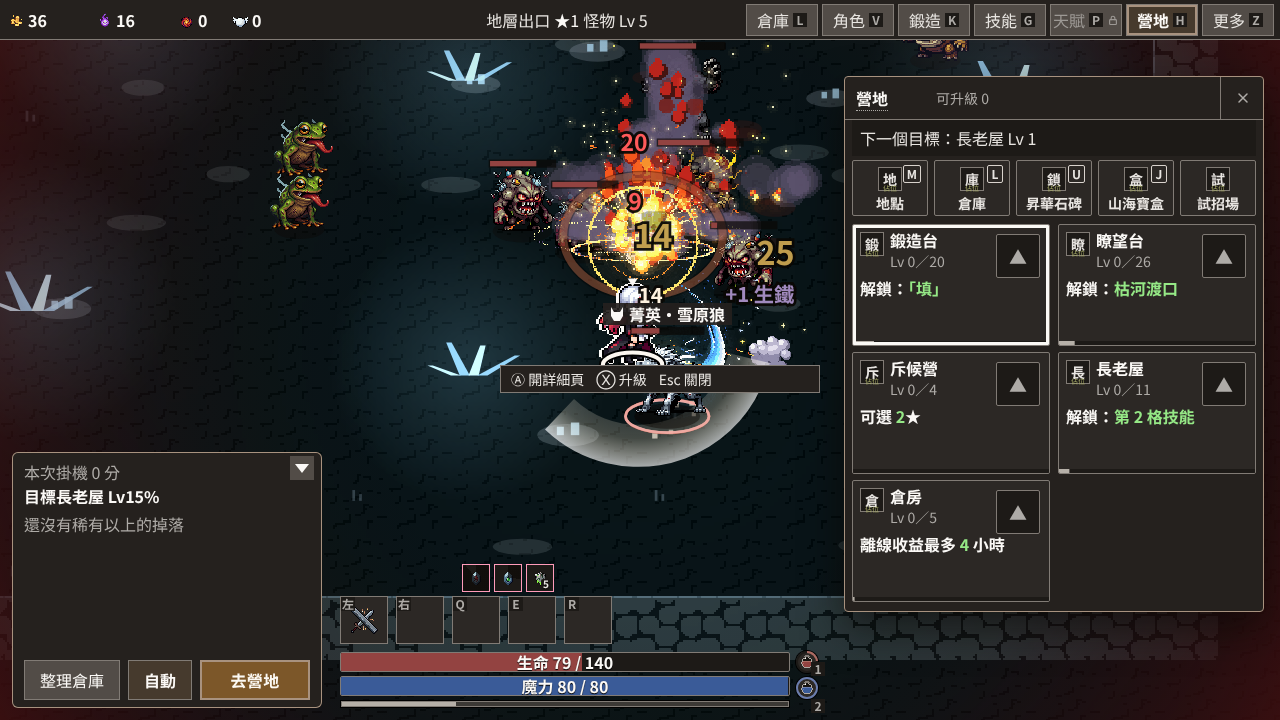 36 16 0 0
地層出口 ★1 怪物 Lv 5
倉庫 L 角色 V 鍛造 K 技能 G 天賦 P 營地 H 更多 Z
營地 可升級 0 ×
下一個目標：長老屋 Lv 1
地 M 庫 L 鎖 U 盒 J 試
地點 倉庫 昇華石碑 山海寶盒 試招場
鍛 鍛造台 ▲
Lv 0／20
解鎖：「填」
瞭 瞭望台 ▲
Lv 0／26
解鎖：枯河渡口
斥 斥候營 ▲
Lv 0／4
可選 2★
長 長老屋 ▲
Lv 0／11
解鎖：第 2 格技能
倉 倉房 ▲
Lv 0／5
離線收益最多 4 小時
20
9
14
25
14
+1 生鐵
菁英・雪原狼
A 開詳細頁 X 升級 Esc 關閉
本次掛機 0 分
目標長老屋 Lv15%
還沒有稀有以上的掉落
整理倉庫 自動 去營地
5
左 右 Q E R
生命 79 / 140
1
魔力 80 / 80
2